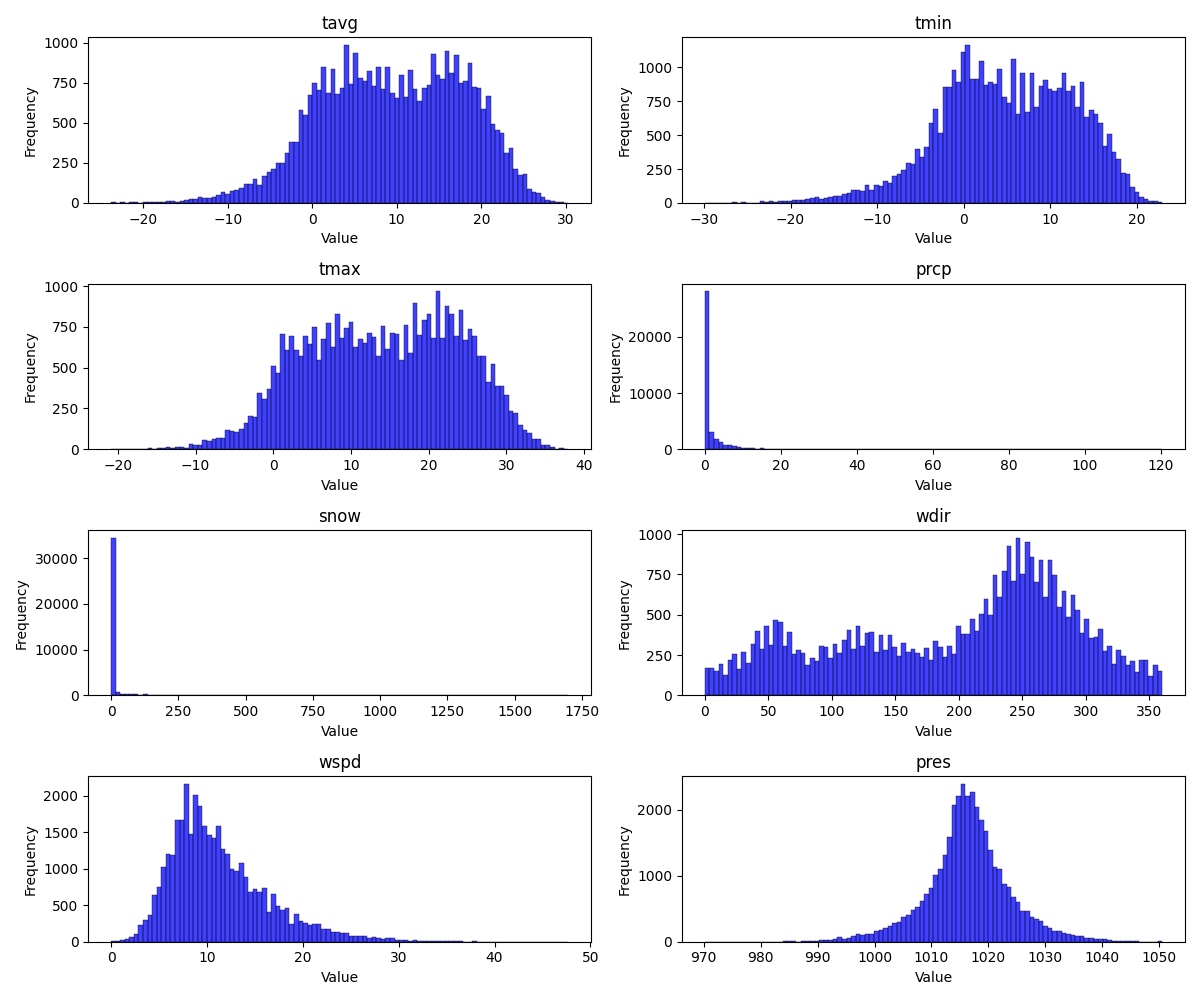 tavg
1000
750
500
250
0
Frequency
−20 −10 0 10 20 30
Value
tmin
1000
750
500
250
0
Frequency
−30 −20 −10 0 10 20
Value
tmax
1000
750
500
250
0
Frequency
−20 −10 0 10 20 30 40
Value
prcp
20000
10000
0
Frequency
0 20 40 60 80 100 120
Value
snow
30000
20000
10000
0
Frequency
0 250 500 750 1000 1250 1500 1750
Value
wdir
1000
750
500
250
0
Frequency
0 50 100 150 200 250 300 350
Value
wspd
2000
1500
1000
500
0
Frequency
0 10 20 30 40 50
Value
pres
2000
1000
0
Frequency
970 980 990 1000 1010 1020 1030 1040 1050
Value